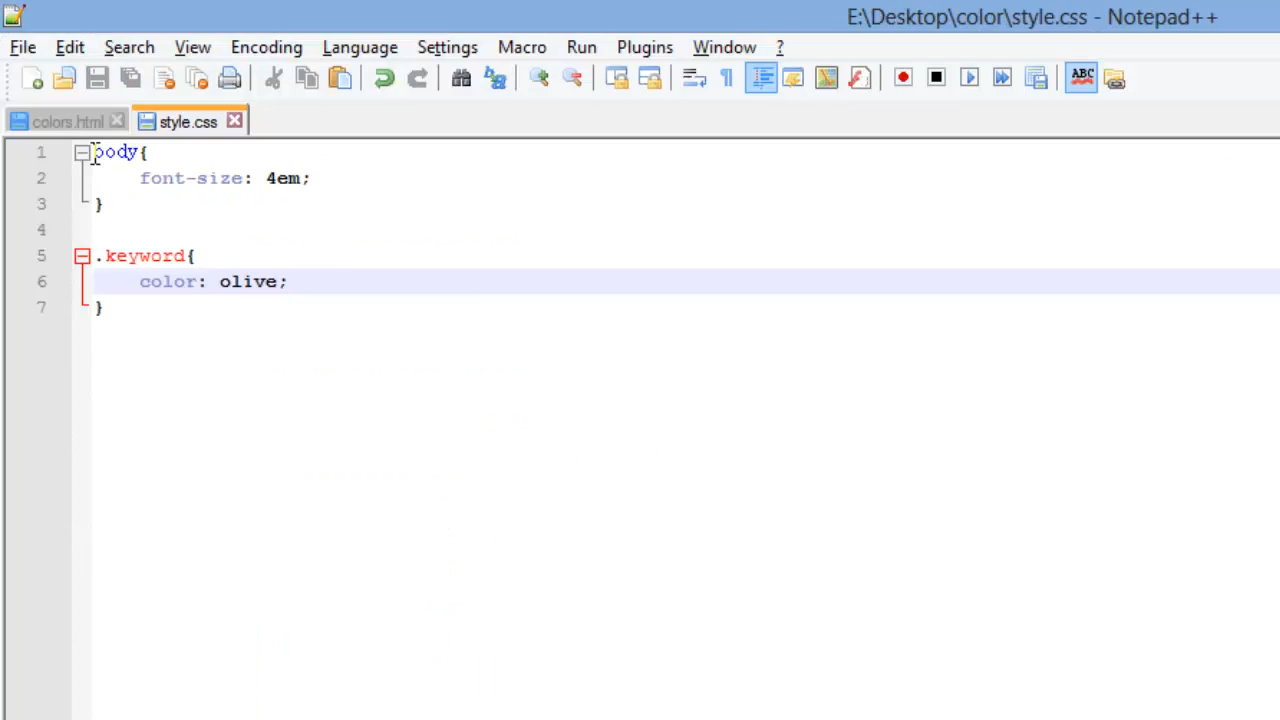 E:\Desktop\color\style.css - Notepad++
File Edit Search View Encoding Language Settings Macro Run Plugins Window ?
ABC
colors.html style.css
1 body{
2 font-size: 4em;
3 }
4
5 .keyword{
6 color: olive;
7 }